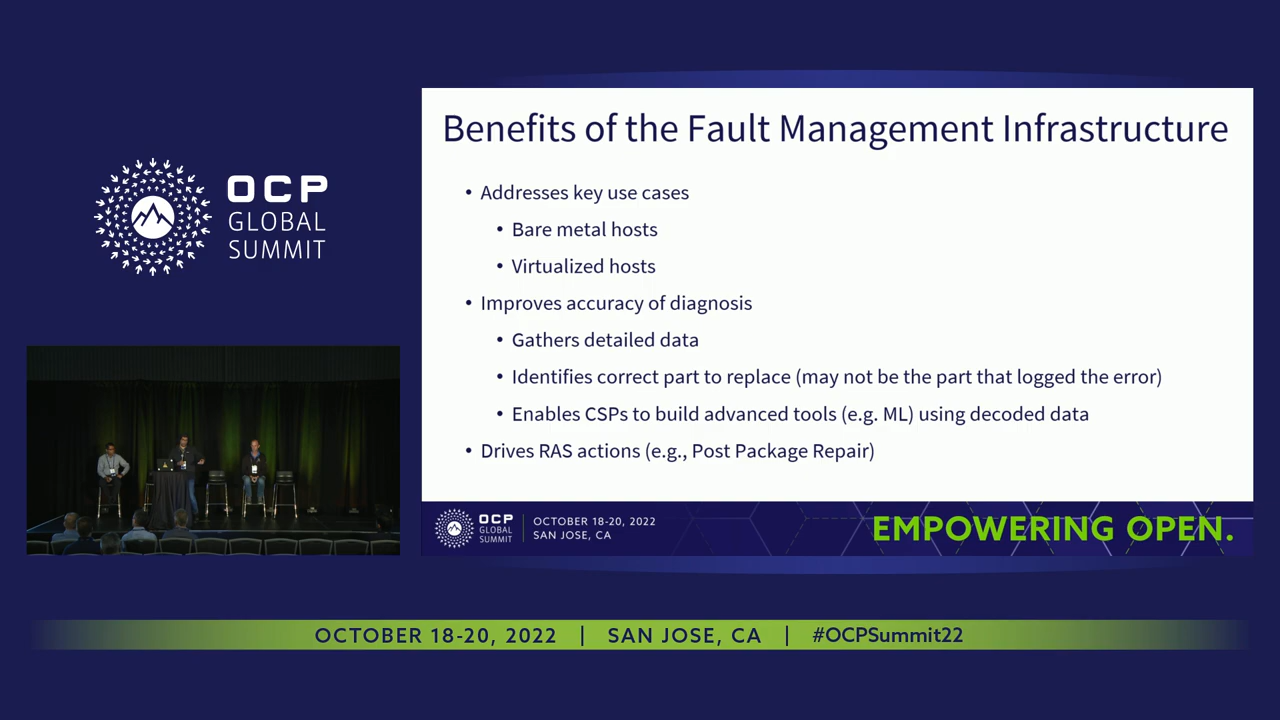 OCP
GLOBAL
SUMMIT
Benefits of the Fault Management Infrastructure
• Addresses key use cases
• Bare metal hosts
• Virtualized hosts
• Improves accuracy of diagnosis
• Gathers detailed data
• Identifies correct part to replace (may not be the part that logged the error)
• Enables CSPs to build advanced tools (e.g. ML) using decoded data
• Drives RAS actions (e.g., Post Package Repair)
OCP
GLOBAL
SUMMIT
OCTOBER 18-20, 2022
SAN JOSE, CA
EMPOWERING OPEN.
OCTOBER 18-20, 2022 | SAN JOSE, CA | #OCPSummit22